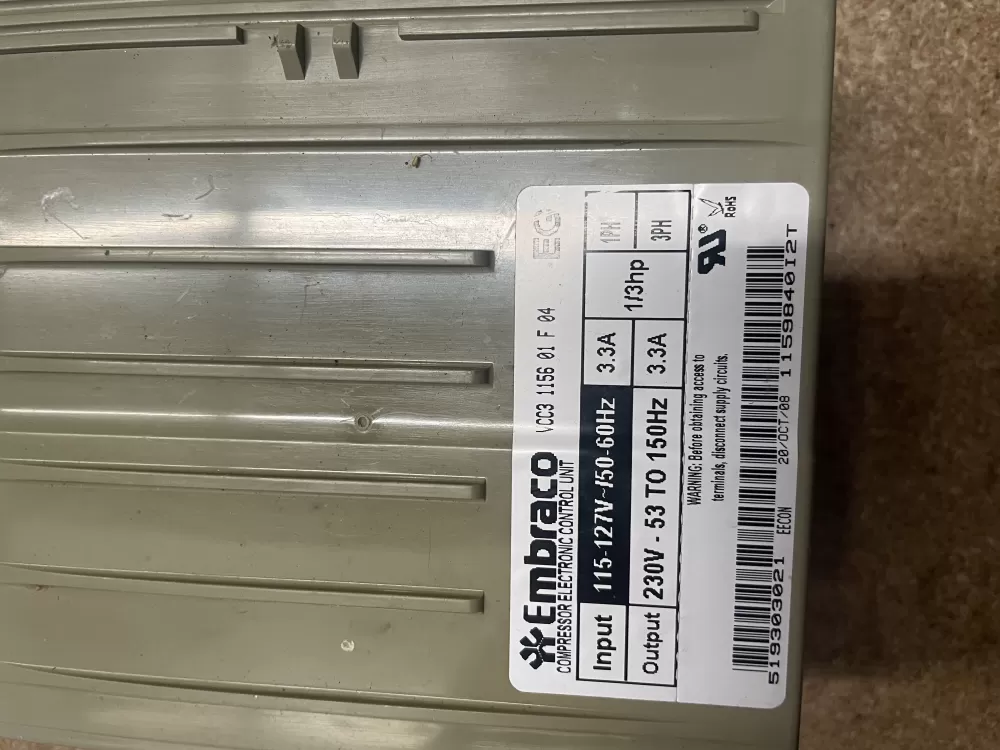 Embraco VCC3 1156 01 F 04 EG
COMPRESSOR ELECTRONIC CONTROL UNIT
Input 115-127V~/50-60Hz 3.3A 1/3hp 1PH
Output 230V - 53 TO 150Hz 3.3A 3PH
WARNING: Before obtaining access to
terminals, disconnect supply circuits.
RU® RoHS
519303021 EECON 20/OCT/08 1159840I2T